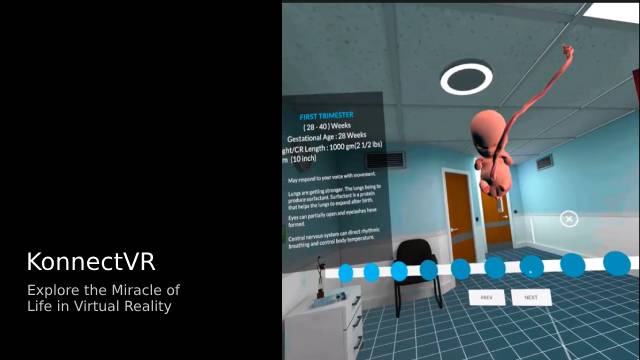 KonnectVR
Explore the Miracle of
Life in Virtual Reality
FIRST TRIMESTER
( 28 - 40 ) Weeks
Gestational Age : 28 Weeks
ght/CR Length : 1000 gm(2 1/2 lbs)
m (10 inch)
May respond to your voice with movement.
Lungs are getting stronger. The lungs being to
produce surfactant. Surfactant is a protein
that helps the lungs to expand after birth.
Eyes can partially open and eyelashes have
formed.
Central nervous system can direct rhythmic
breathing and control body temperature.
PREV
NEXT